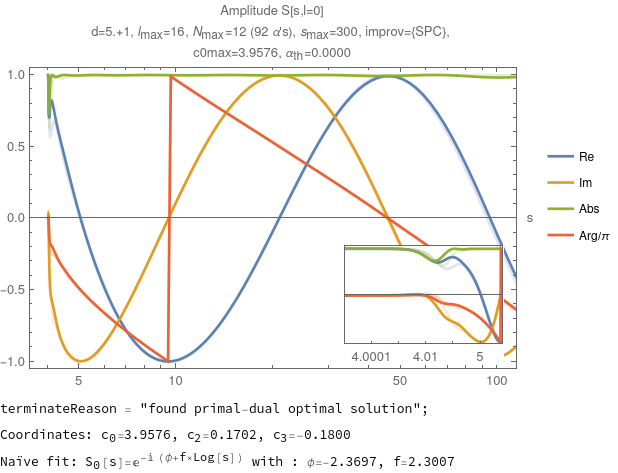 Amplitude S[s,l=0]
d=5.+1, lmax=16, Nmax=12 (92 α's), smax=300, improv={SPC},
c0max=3.9576, αth=0.0000
1.0
0.5
0.0
-0.5
-1.0
s
Re
Im
Abs
Arg/π
4.0001 4.01 5
5 10 50 100
terminateReason = "found primal-dual optimal solution";
Coordinates: c0=3.9576, c2=0.1702, c3=-0.1800
Naïve fit: S0[s]=e-i (ϕ+f×Log[s]) with : ϕ=-2.3697, f=2.3007